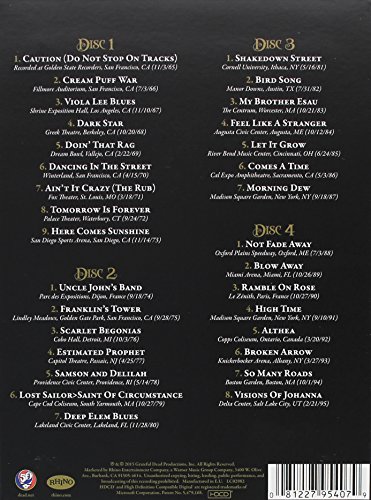 DISC 1
1. CAUTION (DO NOT STOP ON TRACKS)
Recorded at Golden State Recorders, San Francisco, CA (11/3/65)
2. CREAM PUFF WAR
Fillmore Auditorium, San Francisco, CA (7/3/66)
3. VIOLA LEE BLUES
Shrine Exposition Hall, Los Angeles, CA (11/10/67)
4. DARK STAR
Greek Theatre, Berkeley, CA (10/20/68)
5. DOIN' THAT RAG
Dream Bowl, Vallejo, CA (2/22/69)
6. DANCING IN THE STREET
Winterland, San Francisco, CA (4/15/70)
7. AIN'T IT CRAZY (THE RUB)
Fox Theatre, St. Louis, MO (3/18/71)
8. TOMORROW IS FOREVER
Palace Theatre, Waterbury, CT (9/24/72)
9. HERE COMES SUNSHINE
San Diego Sports Arena, San Diego, CA (11/14/73)
DISC 2
1. UNCLE JOHN'S BAND
Parc des Expositions, Dijon, France (9/18/74)
2. FRANKLIN'S TOWER
Lindley Meadows, Golden Gate Park, San Francisco, CA (9/28/75)
3. SCARLET BEGONIAS
Cobo Hall, Detroit, MI (10/3/76)
4. ESTIMATED PROPHET
Capitol Theatre, Passaic, NJ (4/25/77)
5. SAMSON AND DELILAH
Providence Civic Center, Providence, RI (5/14/78)
6. LOST SAILOR>SAINT OF CIRCUMSTANCE
Cape Cod Coliseum, South Yarmouth, MA (10/27/79)
7. DEEP ELEM BLUES
Lakeland Civic Center, Lakeland, FL (11/28/80)
DISC 3
1. SHAKEDOWN STREET
Cornell University, Ithaca, NY (5/16/81)
2. BIRD SONG
Manor Downs, Austin, TX (7/31/82)
3. MY BROTHER ESAU
The Centrum, Worcester, MA (10/21/83)
4. FEEL LIKE A STRANGER
Augusta Civic Center, Augusta, ME (10/12/84)
5. LET IT GROW
River Bend Music Center, Cincinnati, OH (6/24/85)
6. COMES A TIME
Cal Expo Amphitheatre, Sacramento, CA (5/3/86)
7. MORNING DEW
Madison Square Garden, New York, NY (9/18/87)
DISC 4
1. NOT FADE AWAY
Oxford Plains Speedway, Oxford, ME (7/3/88)
2. BLOW AWAY
Miami Arena, Miami, FL (10/26/89)
3. RAMBLE ON ROSE
Le Zénith, Paris, France (10/27/90)
4. HIGH TIME
Madison Square Garden, New York, NY (9/10/91)
5. ALTHEA
Copps Coliseum, Ontario, Canada (3/20/92)
6. BROKEN ARROW
Knickerbocker Arena, Albany, NY (3/27/93)
7. SO MANY ROADS
Boston Garden, Boston, MA (10/1/94)
8. VISIONS OF JOHANNA
Delta Center, Salt Lake City, UT (2/21/95)
dead.net
RHINO
rhino.com
℗ & © 2015 Grateful Dead Productions, Inc. All Rights Reserved.
Marketed by Rhino Entertainment Company, a Warner Music Group Company. 3400 W. Olive
Ave., Burbank, CA 91505. Unauthorized copying, hiring, lending, public performance and
broadcasting of this recording prohibited. Manufactured in E.U.
HDCD® and High Definition Compatible Digital® are trademarks of
Microsoft Corporation.
HDCD
0 81227 95407 0